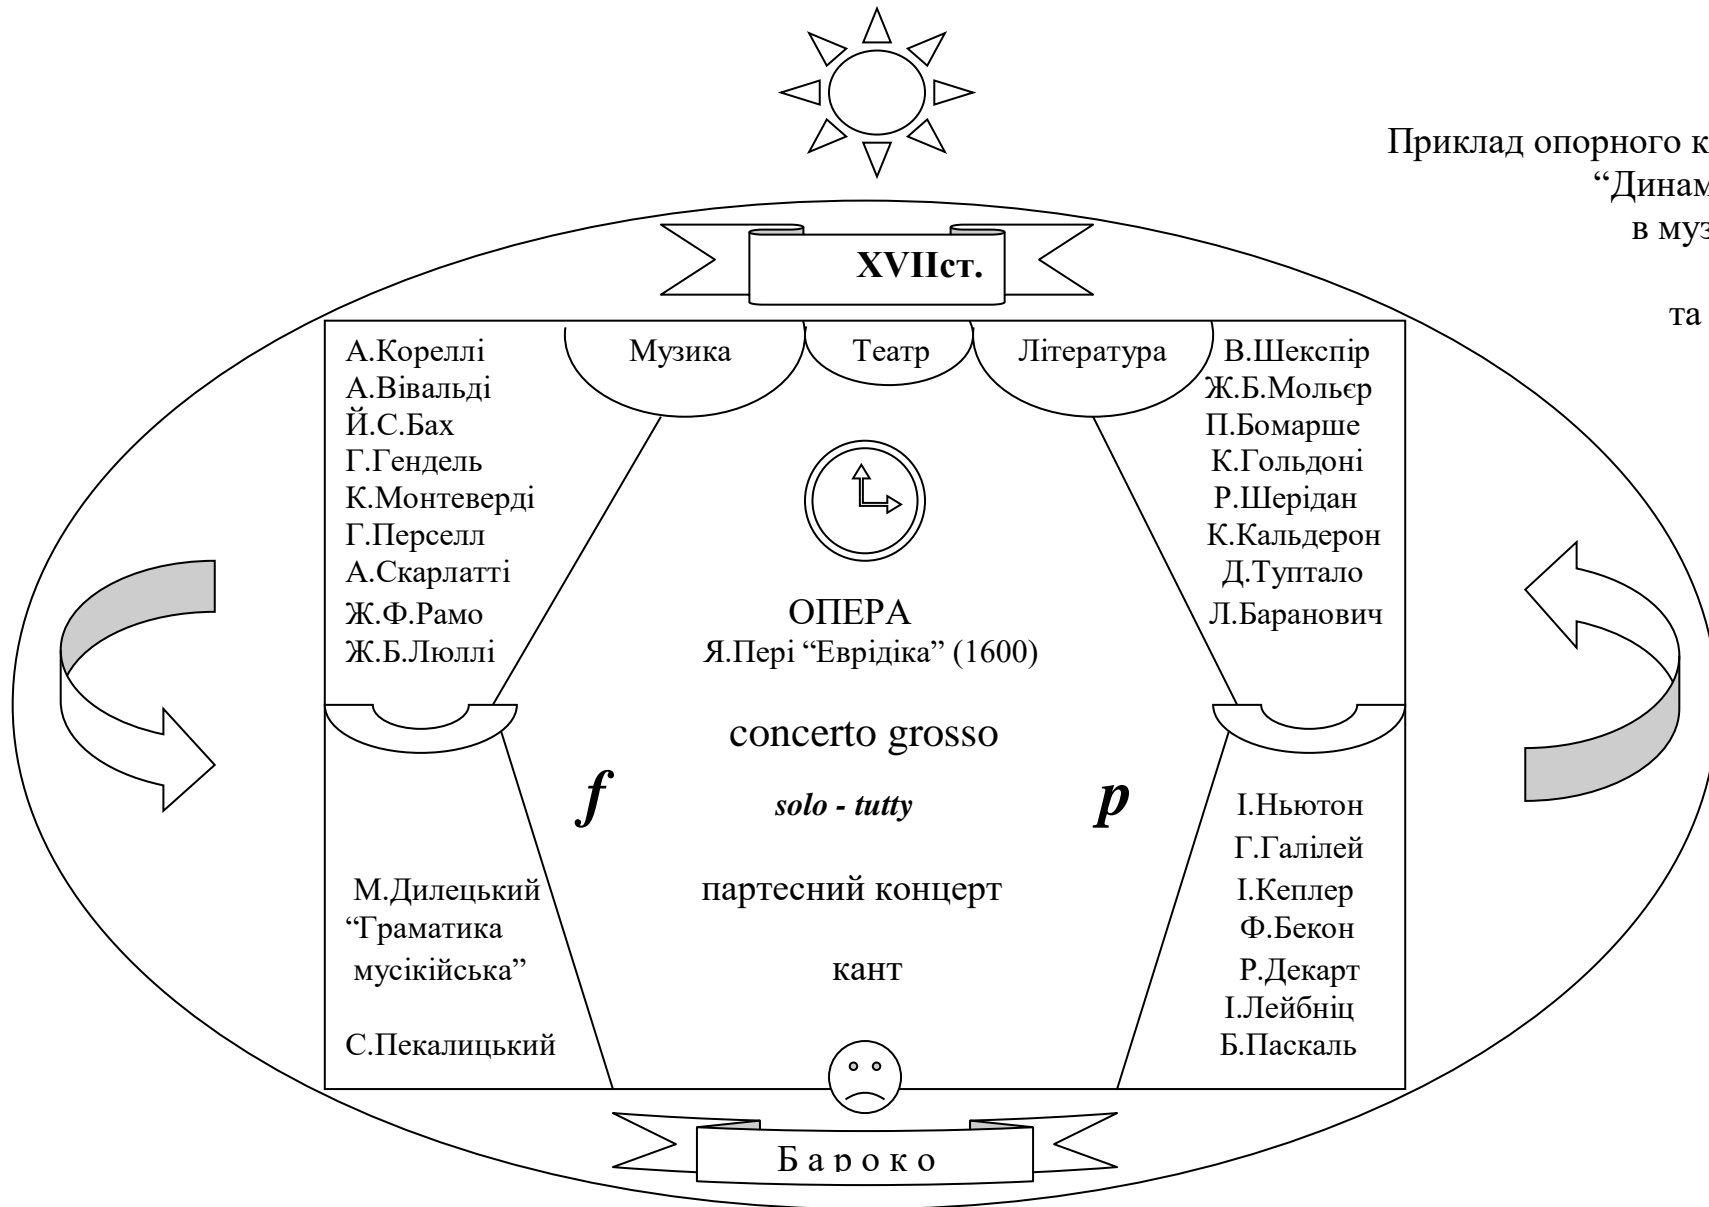 Приклад опорного к
“Динам
в муз
та
XVIIст.
Музика
Театр
Література
А.Кореллі
А.Вівальді
Й.С.Бах
Г.Гендель
К.Монтеверді
Г.Перселл
А.Скарлатті
Ж.Ф.Рамо
Ж.Б.Люллі
В.Шекспір
Ж.Б.Мольєр
П.Бомарше
К.Гольдоні
Р.Шерідан
К.Кальдерон
Д.Туптало
Л.Баранович
ОПЕРА
Я.Пері “Еврідіка” (1600)
concerto grosso
f
solo - tutty
p
партесний концерт
кант
М.Дилецький
“Граматика
мусікійська”
С.Пекалицький
І.Ньютон
Г.Галілей
І.Кеплер
Ф.Бекон
Р.Декарт
І.Лейбніц
Б.Паскаль
Б а р о к о